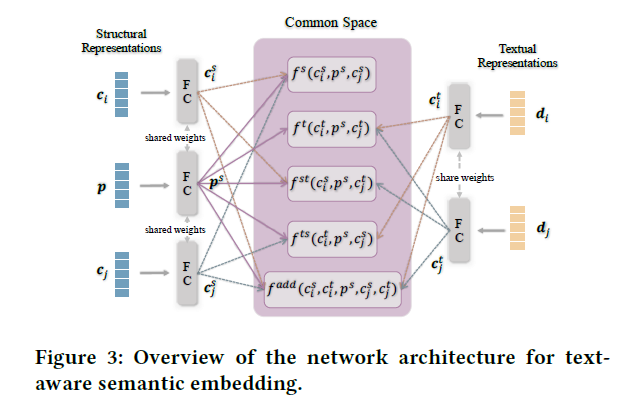 Common Space
Structural Representations
Textual Representations
c_i
F C
c_i^s
shared weights
p
F C
p^s
shared weights
c_j
F C
c_j^s
f^s(c_i^s,p^s,c_j^s)
f^t(c_i^t,p^s,c_j^t)
f^st(c_i^s,p^s,c_j^t)
f^ts(c_i^t,p^s,c_j^s)
f^add(c_i^s,c_i^t,p^s,c_j^s,c_j^t)
c_i^t
F C
d_i
share weights
F C
c_j^t
d_j
Figure 3: Overview of the network architecture for text-
aware semantic embedding.